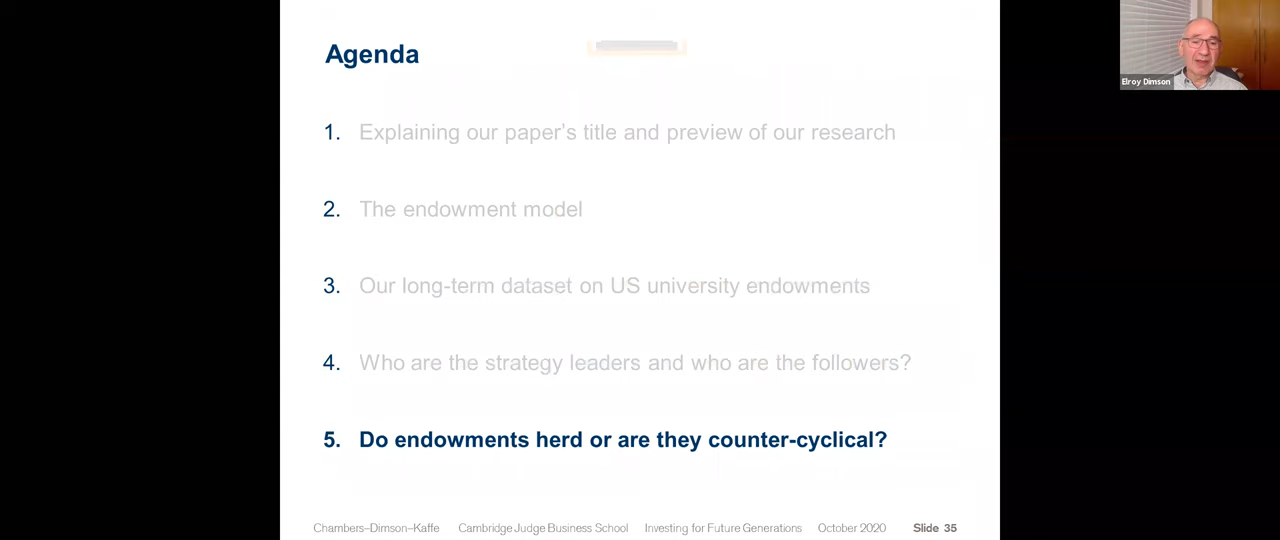 Agenda
Elroy Dimson
1. Explaining our paper's title and preview of our research
2. The endowment model
3. Our long-term dataset on US university endowments
4. Who are the strategy leaders and who are the followers?
5. Do endowments herd or are they counter-cyclical?
Chambers–Dimson–Kaffe Cambridge Judge Business School Investing for Future Generations October 2020 Slide 35